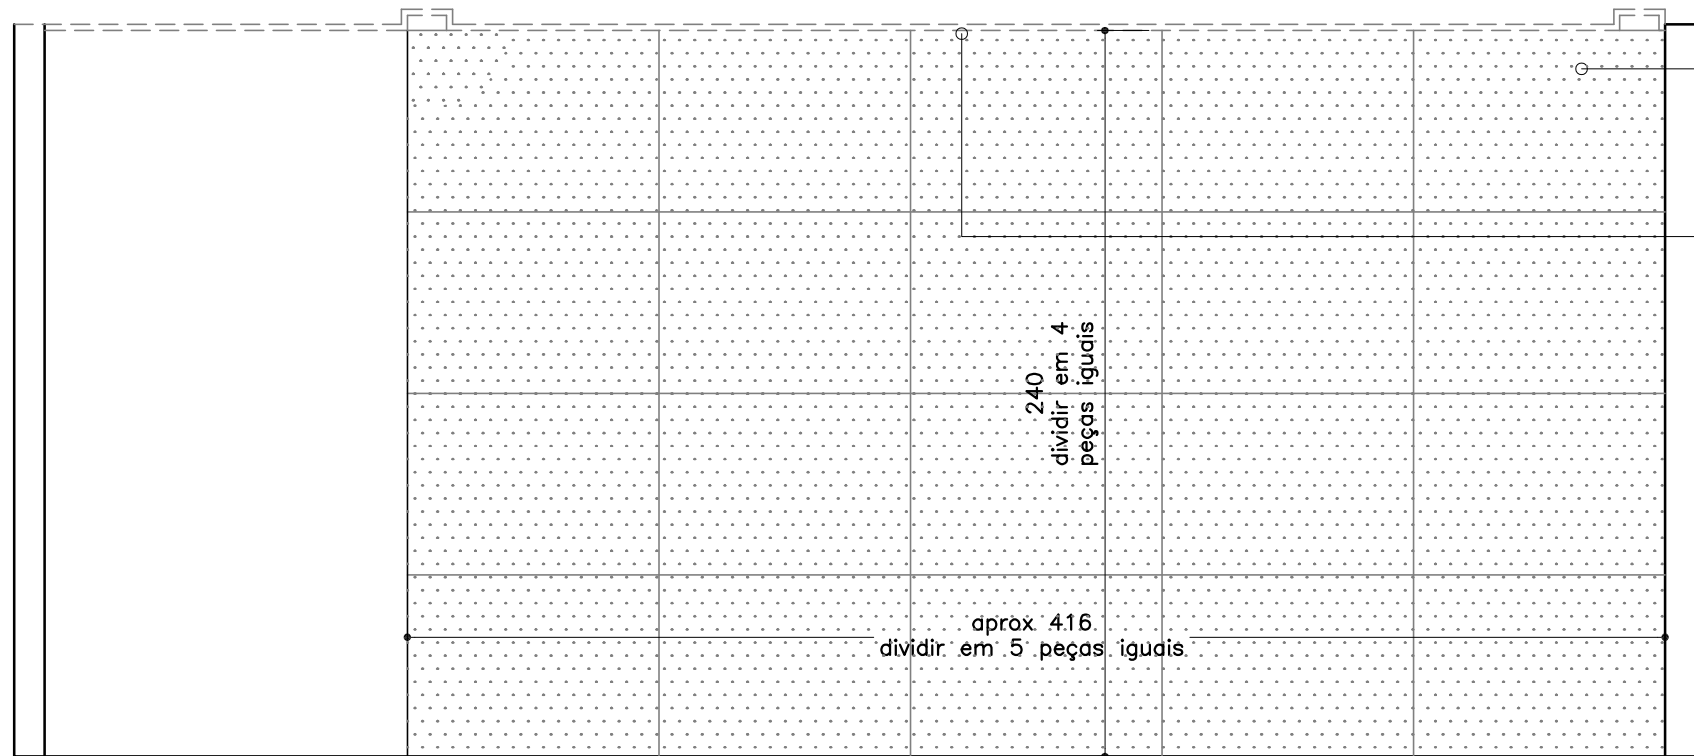 240
dividir em 4
peças iguais
aprox 416
dividir em 5 peças iguais